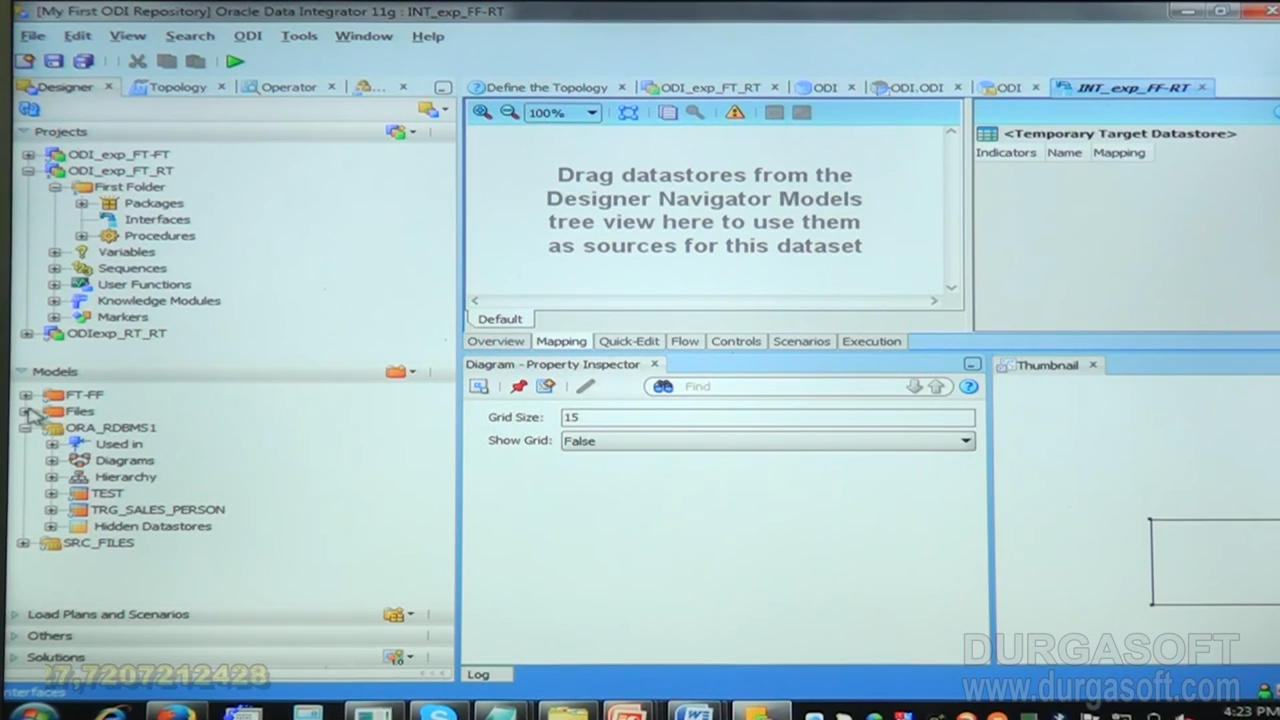 [My First ODI Repository] Oracle Data Integrator 11g : INT_exp_FF-RT
File Edit View Search ODI Tools Window Help
Designer Topology Operator ...
Define the Topology ODI_exp_FT_RT ODI ODI.ODI ODI INT_exp_FF-RT
100%
Projects
ODI_exp_FT-FT
ODI_exp_FT_RT
First Folder
Packages
Interfaces
Procedures
Variables
Sequences
User Functions
Knowledge Modules
Markers
ODIexp_RT_RT
Models
FT-FF
Files
ORA_RDBMS1
Used in
Diagrams
Hierarchy
TEST
TRG_SALES_PERSON
Hidden Datastores
SRC_FILES
Load Plans and Scenarios
Others
Solutions
Drag datastores from the
Designer Navigator Models
tree view here to use them
as sources for this dataset
Default
Overview Mapping Quick-Edit Flow Controls Scenarios Execution
<Temporary Target Datastore>
Indicators Name Mapping
Diagram - Property Inspector
Find
Grid Size: 15
Show Grid: False
Thumbnail
Log
7,7207212428
nterfaces
DURGASOFT
www.durgasoft.com
4:23 PM